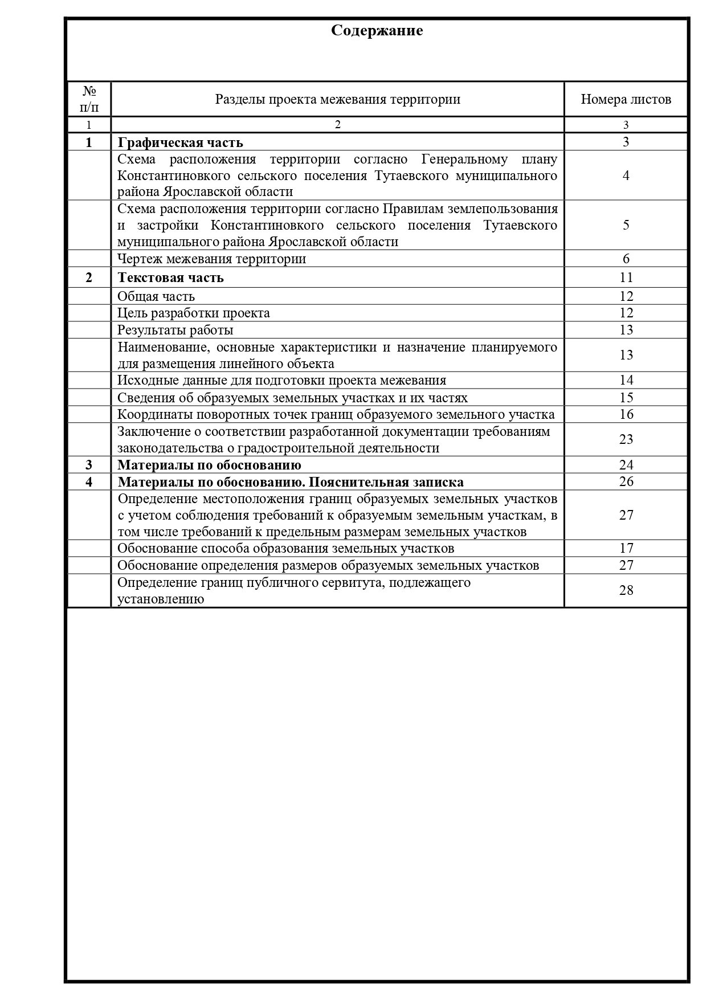 Содержание
№
п/п
Разделы проекта межевания территории
Номера листов
1
2
3
1
Графическая часть
3
Схема расположения территории согласно Генеральному плану
Константиновкого сельского поселения Тутаевского муниципального
района Ярославской области
4
Схема расположения территории согласно Правилам землепользования
и застройки Константиновкого сельского поселения Тутаевского
муниципального района Ярославской области
5
Чертеж межевания территории
6
2
Текстовая часть
11
Общая часть
12
Цель разработки проекта
12
Результаты работы
13
Наименование, основные характеристики и назначение планируемого
для размещения линейного объекта
13
Исходные данные для подготовки проекта межевания
14
Сведения об образуемых земельных участках и их частях
15
Координаты поворотных точек границ образуемого земельного участка
16
Заключение о соответствии разработанной документации требованиям
законодательства о градостроительной деятельности
23
3
Материалы по обоснованию
24
4
Материалы по обоснованию. Пояснительная записка
26
Определение местоположения границ образуемых земельных участков
с учетом соблюдения требований к образуемым земельным участкам, в
том числе требований к предельным размерам земельных участков
27
Обоснование способа образования земельных участков
17
Обоснование определения размеров образуемых земельных участков
27
Определение границ публичного сервитута, подлежащего
установлению
28